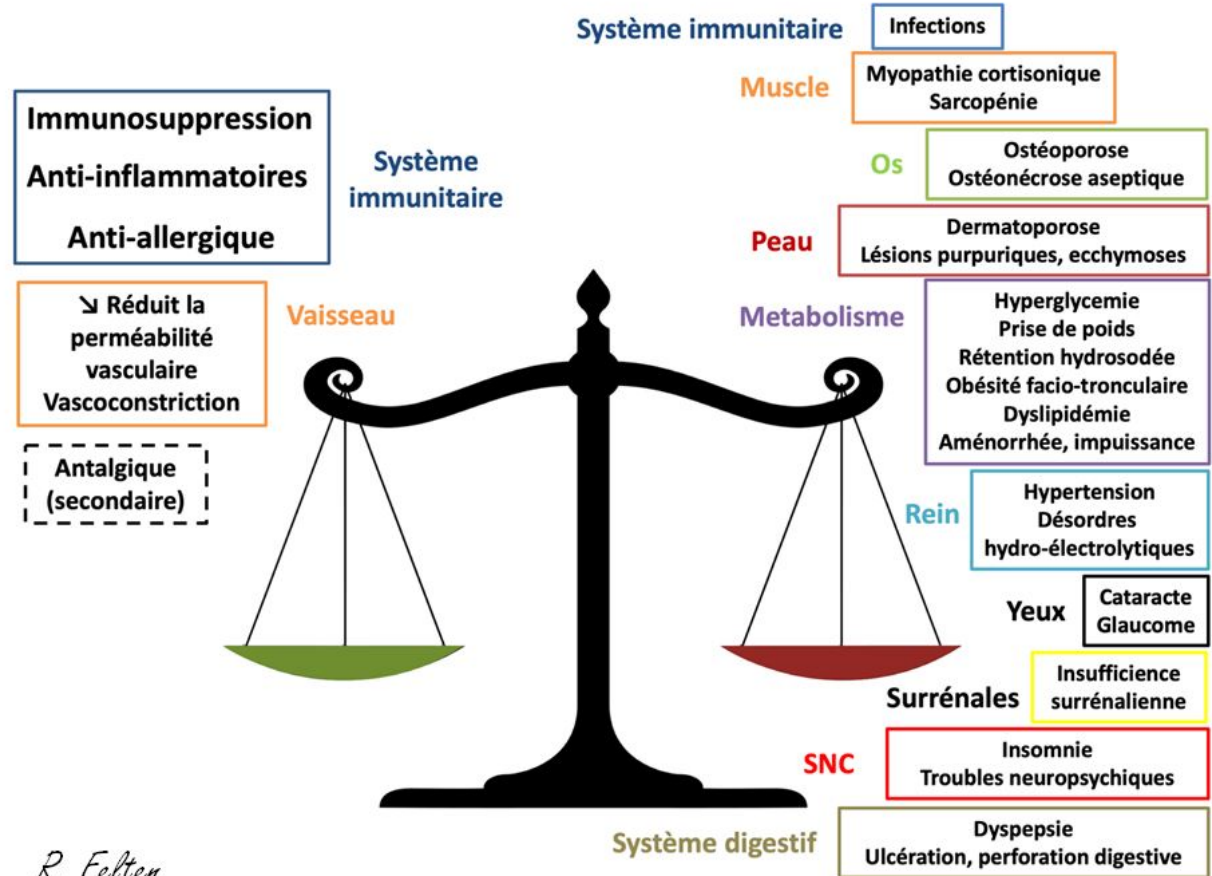 Système immunitaire
Infections
Muscle
Myopathie cortisonique
Sarcopénie
Os
Ostéoporose
Ostéonécrose aseptique
Peau
Dermatoporose
Lésions purpuriques, ecchymoses
Metabolisme
Hyperglycemie
Prise de poids
Rétention hydrosodée
Obésité facio-tronculaire
Dyslipidémie
Aménorrhée, impuissance
Rein
Hypertension
Désordres
hydro-électrolytiques
Yeux
Cataracte
Glaucome
Surrénales
Insuffisience
surrénalienne
SNC
Insomnie
Troubles neuropsychiques
Système digestif
Dyspepsie
Ulcération, perforation digestive
Immunosuppression
Anti-inflammatoires
Anti-allergique
Système
immunitaire
↘ Réduit la
perméabilité
vasculaire
Vascoconstriction
Vaisseau
Antalgique
(secondaire)
R. Felten